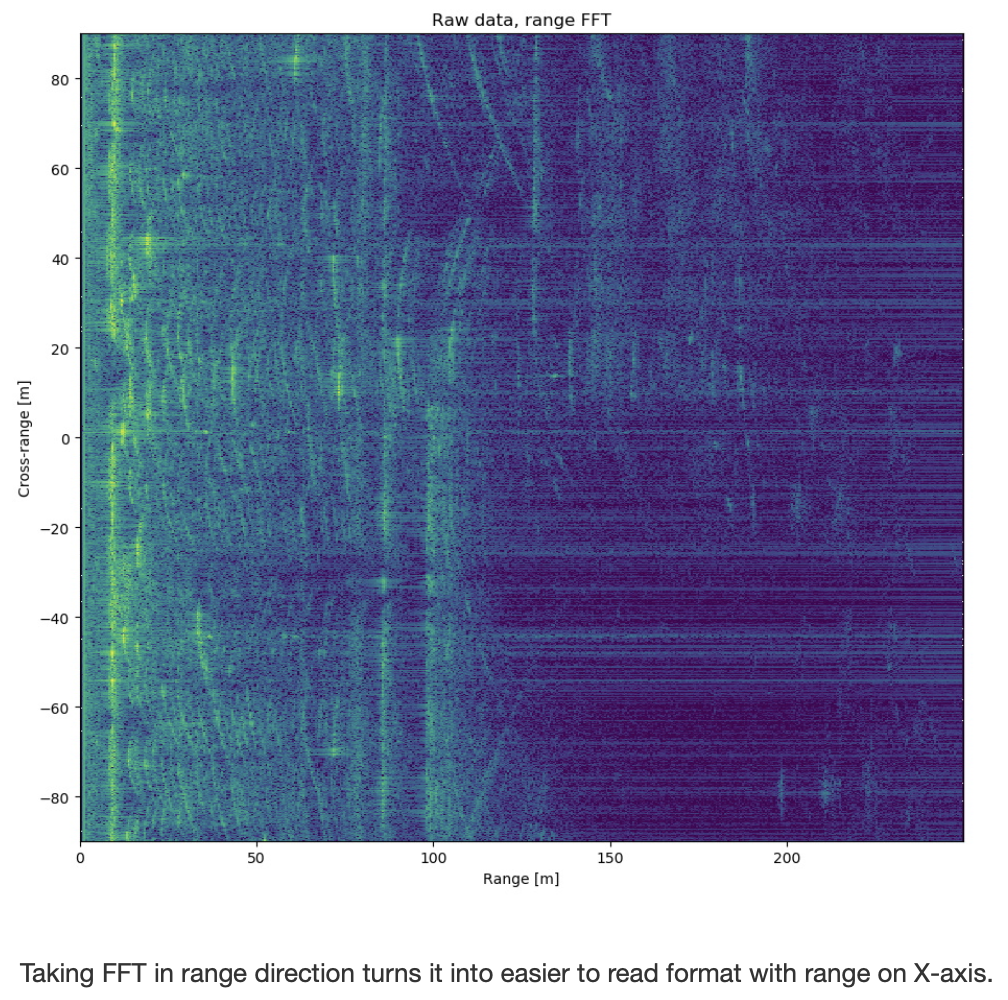 Raw data, range FFT
80
60
40
20
0
−20
−40
−60
−80
Cross-range [m]
0 50 100 150 200
Range [m]
Taking FFT in range direction turns it into easier to read format with range on X-axis.